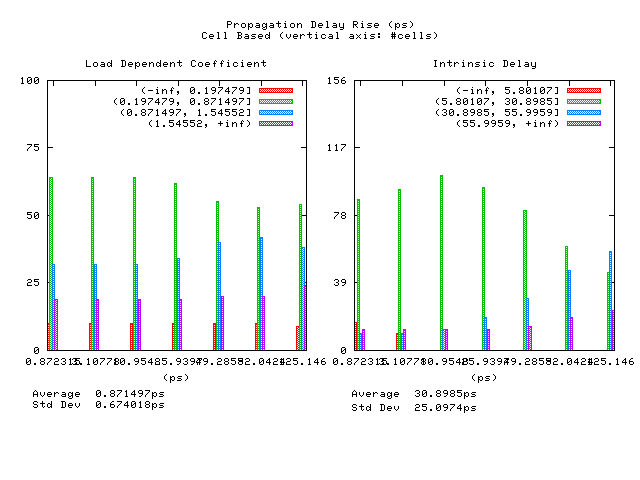 Propagation Delay Rise (ps)
Cell Based (vertical axis: #cells)
Load Dependent Coefficient
100
75
50
25
0
(-inf, 0.197479]
(0.197479, 0.871497]
(0.871497, 1.54552]
(1.54552, +inf)
(ps)
Average 0.871497ps
Std Dev 0.674018ps
Intrinsic Delay
156
117
78
39
0
(-inf, 5.80107]
(5.80107, 30.8985]
(30.8985, 55.9959]
(55.9959, +inf)
(ps)
Average 30.8985ps
Std Dev 25.0974ps